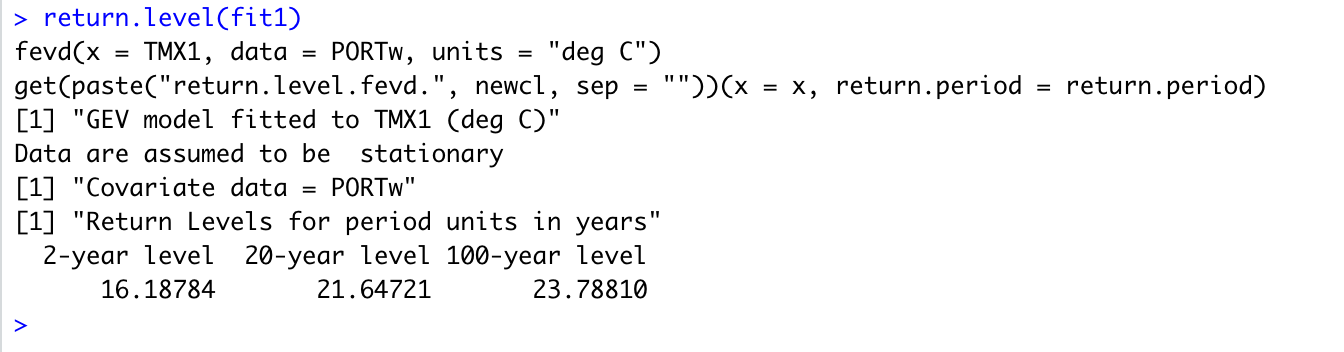 > return.level(fit1)
fevd(x = TMX1, data = PORTw, units = "deg C")
get(paste("return.level.fevd.", newcl, sep = ""))(x = x, return.period = return.period)
[1] "GEV model fitted to TMX1 (deg C)"
Data are assumed to be  stationary
[1] "Covariate data = PORTw"
[1] "Return Levels for period units in years"
  2-year level  20-year level 100-year level
      16.18784       21.64721       23.78810
>